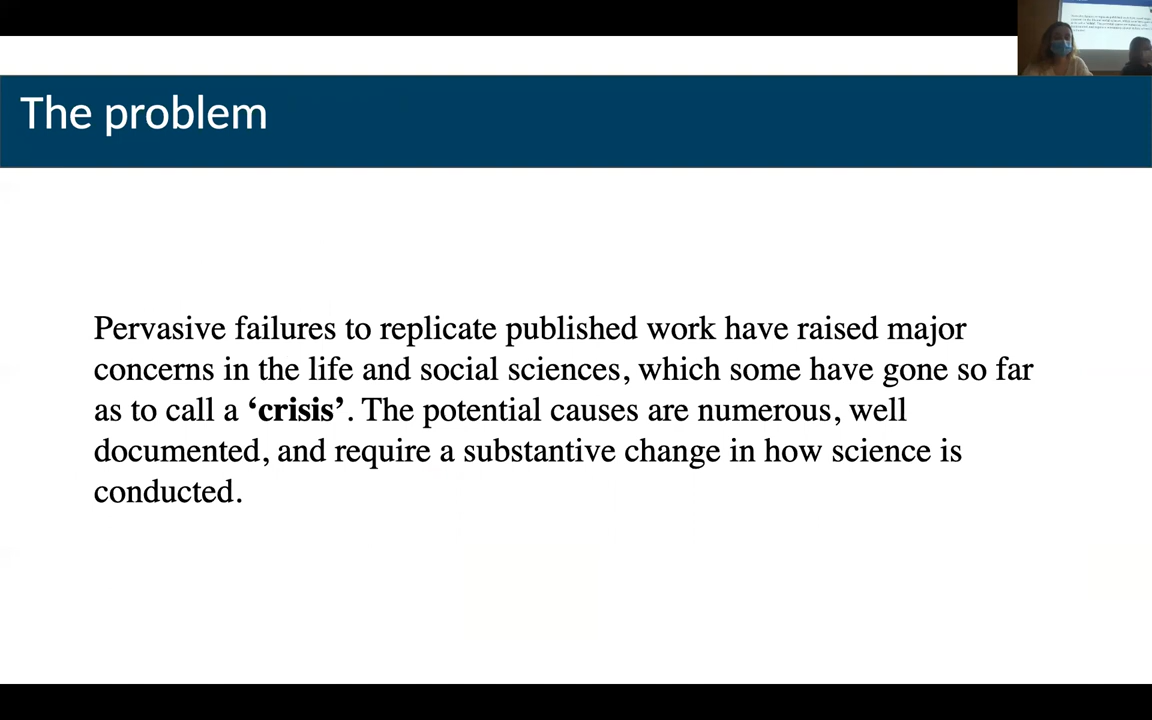 The problem
Pervasive failures to replicate published work have raised major
concerns in the life and social sciences, which some have gone so far
as to call a ‘crisis’. The potential causes are numerous, well
documented, and require a substantive change in how science is
conducted.